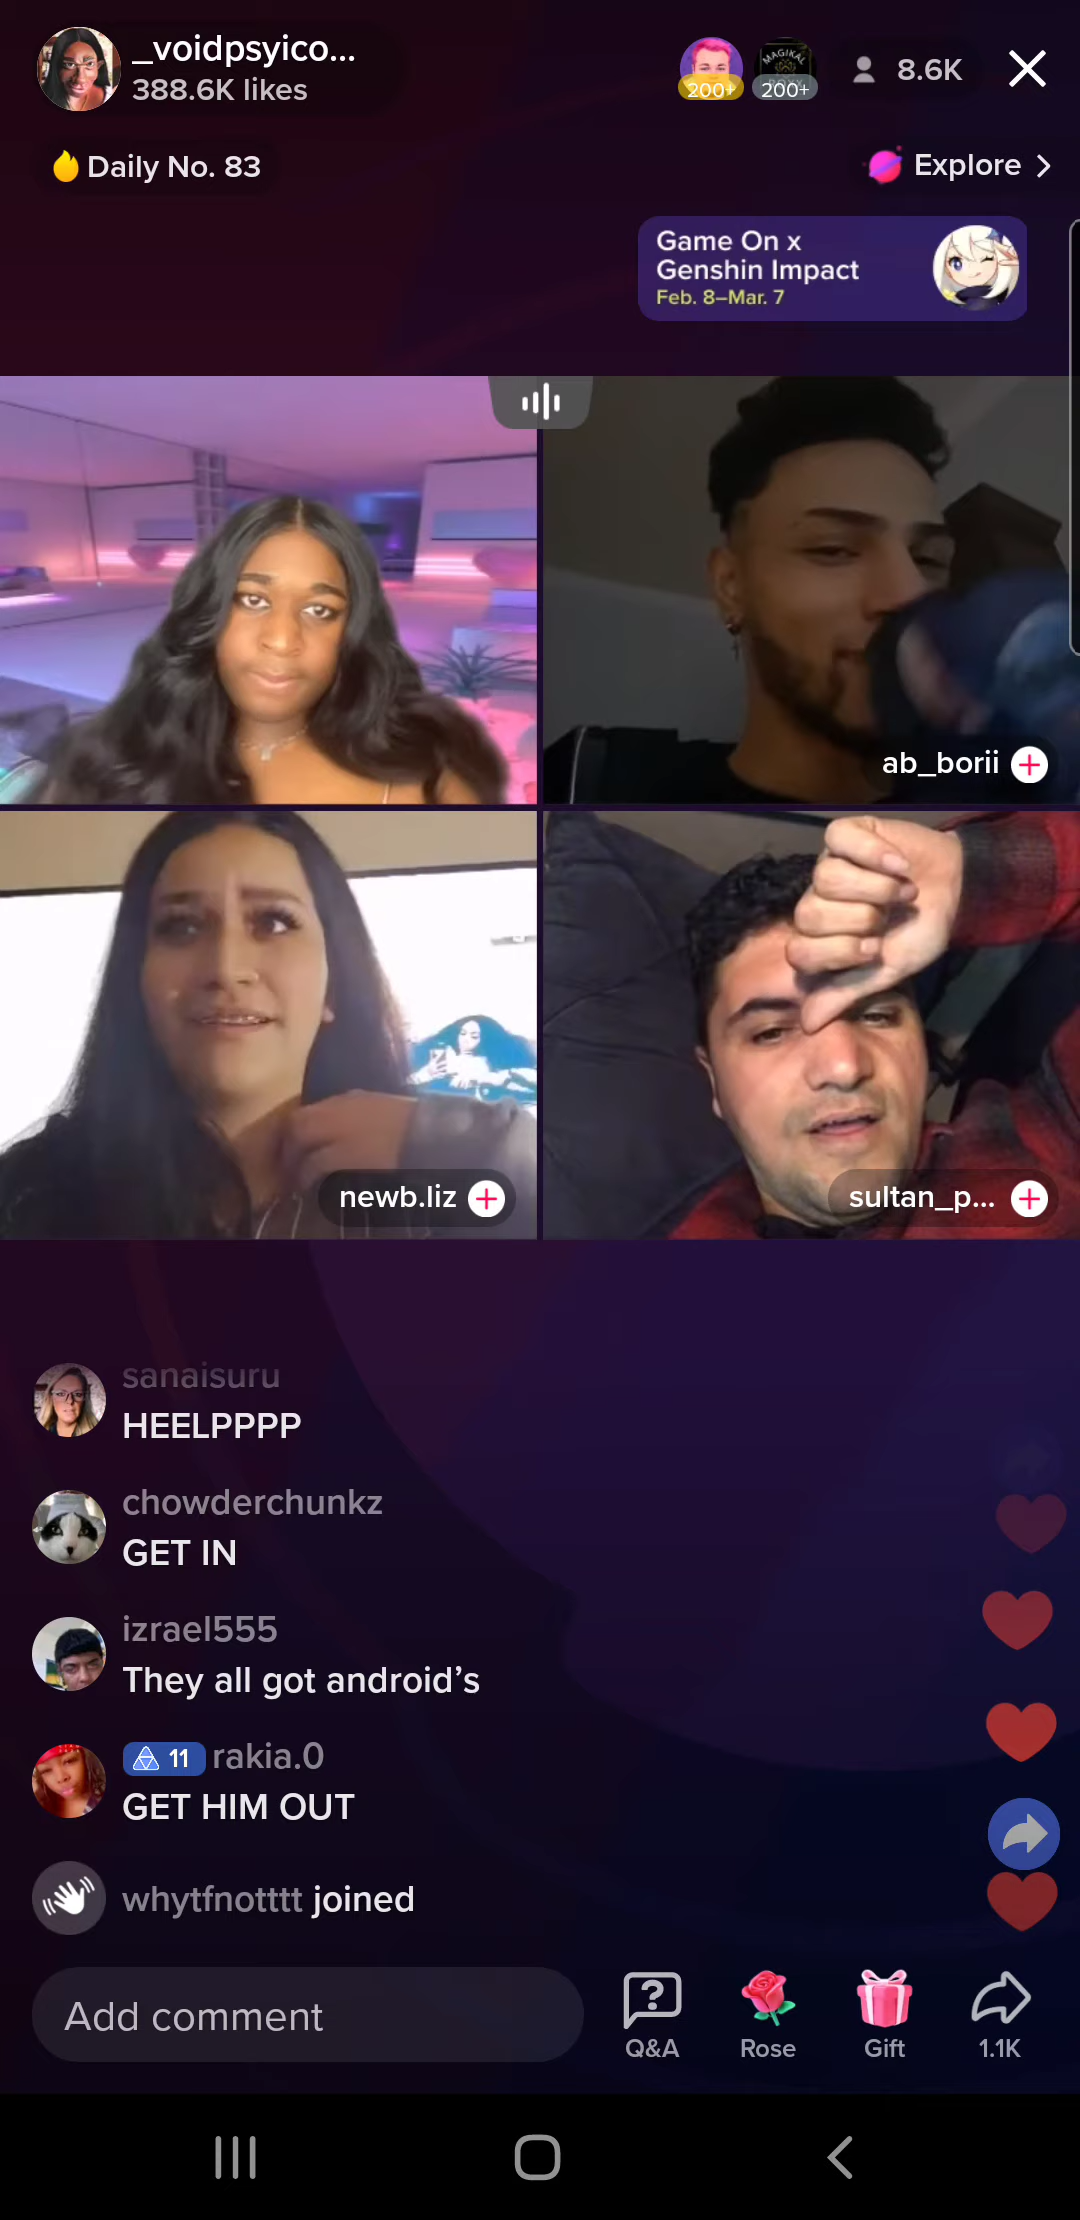 _voidpsyico...
388.6K likes
200+
MAGIKAL
200+
8.6K
Daily No. 83
Explore
Game On x
Genshin Impact
Feb. 8–Mar. 7
ab_borii
newb.liz
sultan_p...
sanaisuru
HEELPPPP
chowderchunkz
GET IN
izrael555
They all got android’s
11 rakia.0
GET HIM OUT
whytfnotttt joined
Add comment
Q&A
Rose
Gift
1.1K